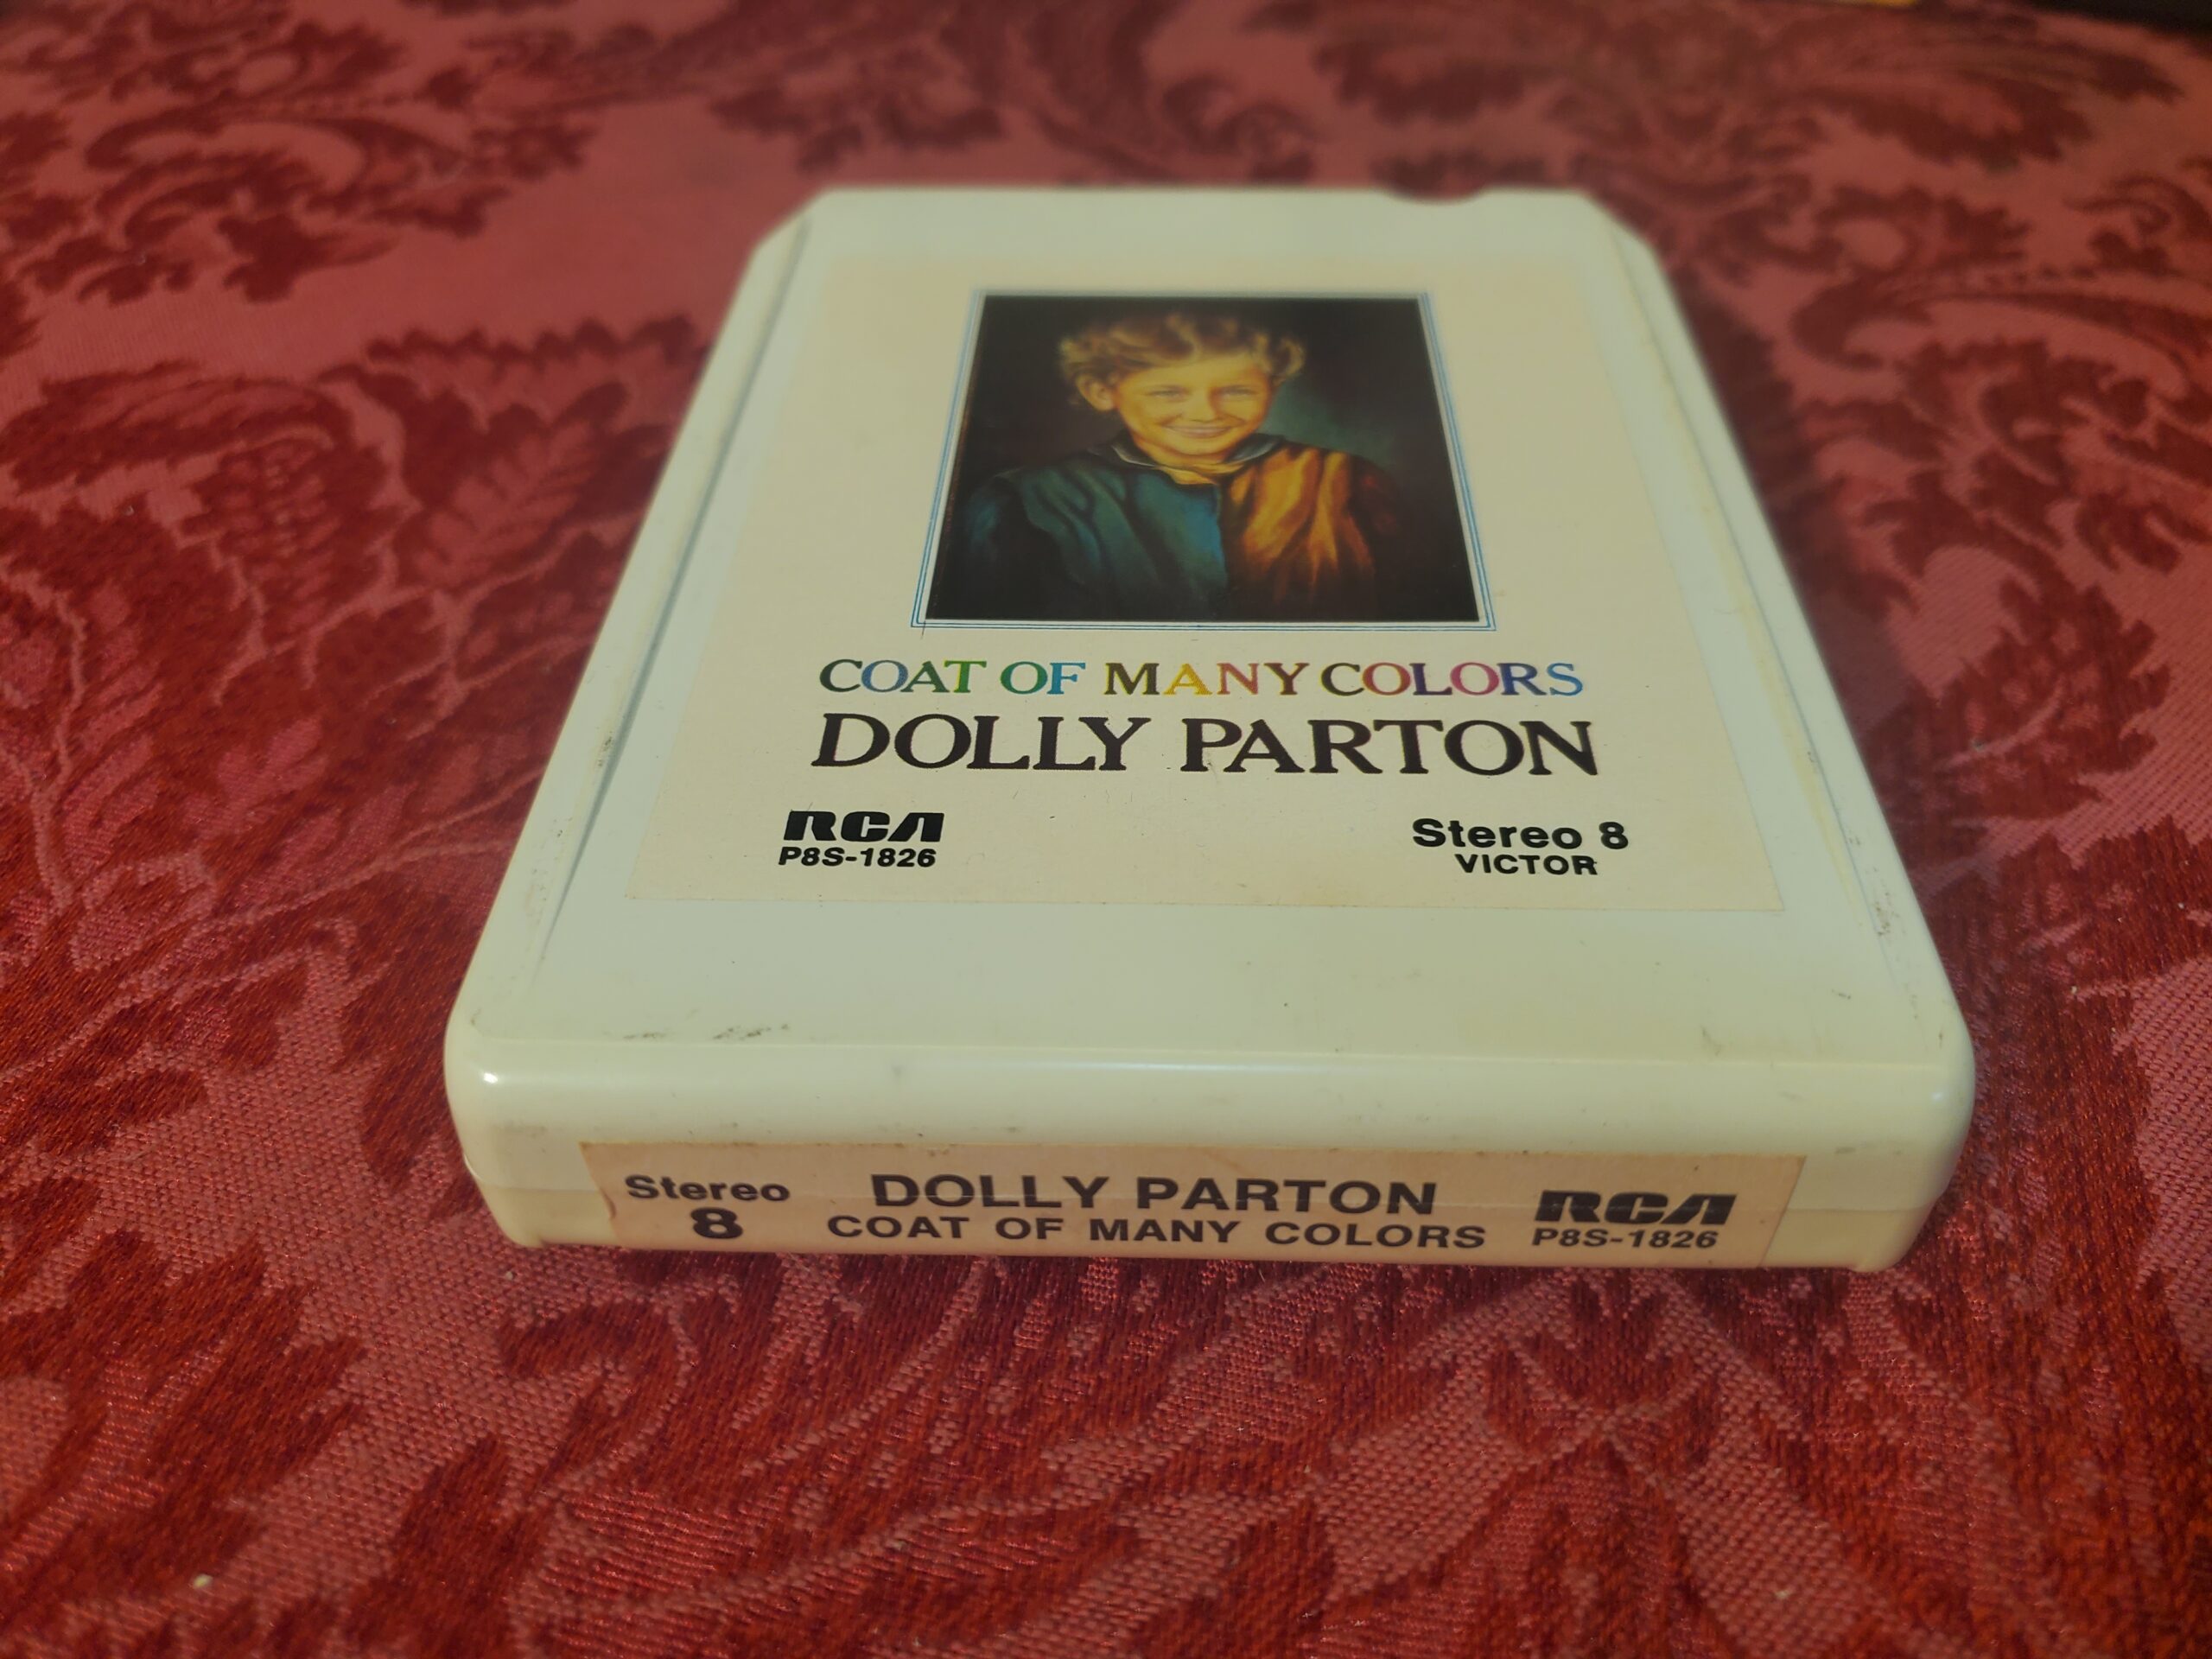 COAT OF MANY COLORS
DOLLY PARTON
RCA
P8S-1826
Stereo 8
VICTOR
Stereo
8
DOLLY PARTON
COAT OF MANY COLORS
RCA
P8S-1826